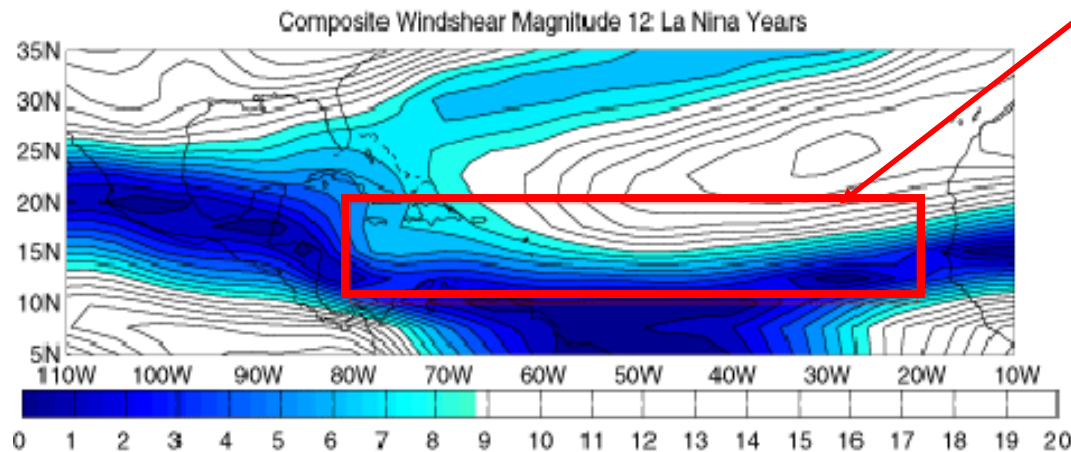 Composite Windshear Magnitude 12 La Nina Years
35N
30N
25N
20N
15N
10N
5N
110W 100W 90W 80W 70W 60W 50W 40W 30W 20W 10W
0 1 2 3 4 5 6 7 8 9 10 11 12 13 14 15 16 17 18 19 20